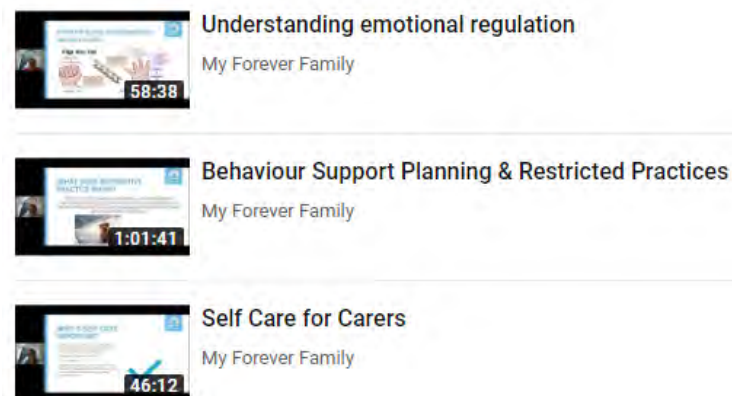 Understanding emotional regulation
My Forever Family
58:38
Behaviour Support Planning & Restricted Practices
My Forever Family
1:01:41
Self Care for Carers
My Forever Family
46:12